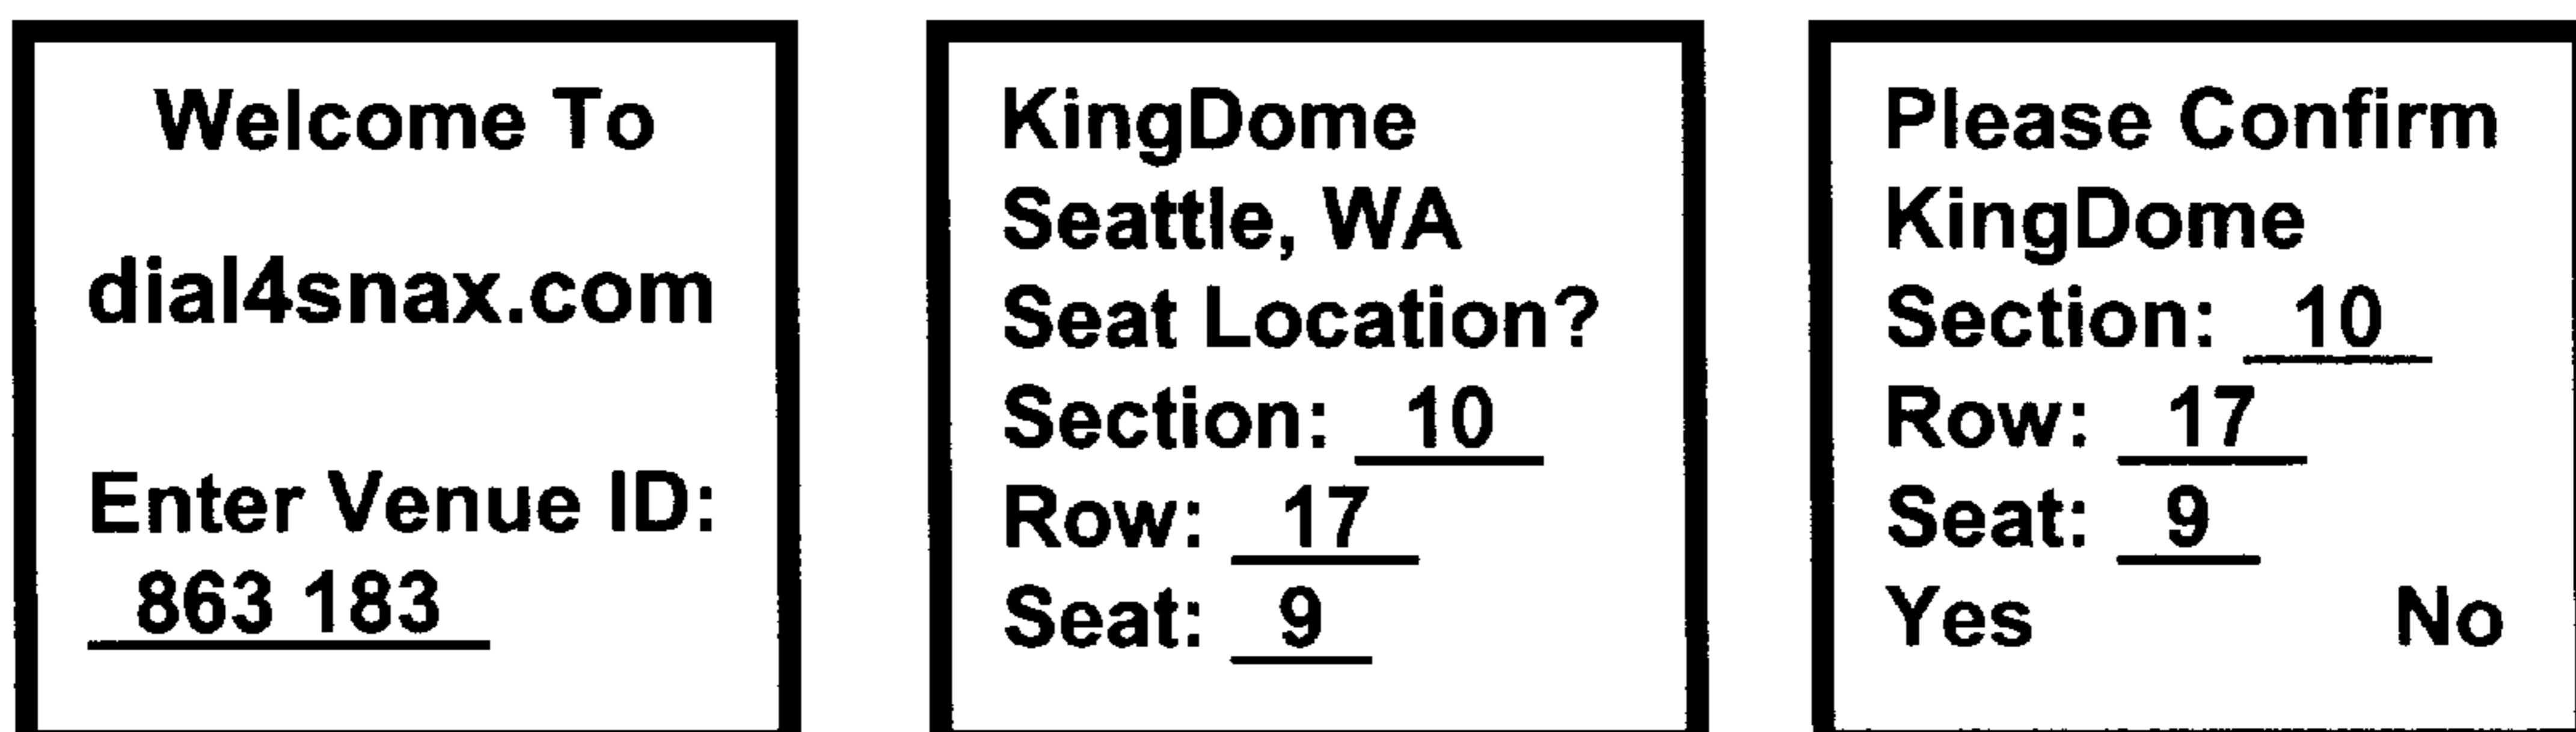 Welcome To
dial4snax.com
Enter Venue ID:
863 183
KingDome
Seattle, WA
Seat Location?
Section: 10
Row: 17
Seat: 9
Please Confirm
KingDome
Section: 10
Row: 17
Seat: 9
Yes No